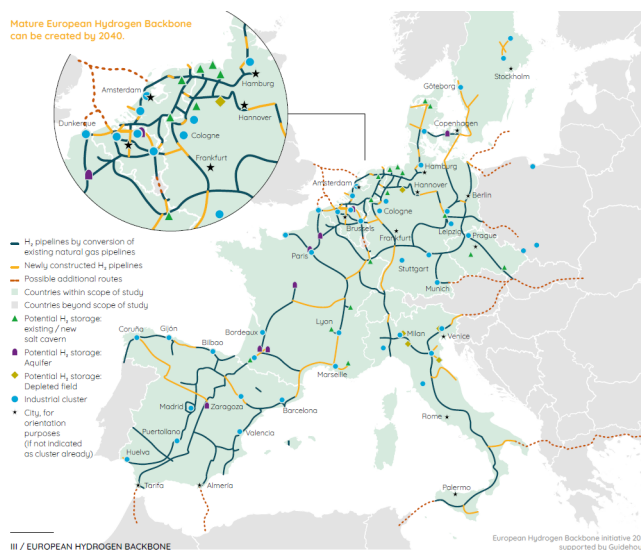 Mature European Hydrogen Backbone
can be created by 2040.
Amsterdam
Hamburg
Hannover
Dunkerque
Cologne
Frankfurt
Stockholm
Göteborg
Copenhagen
Hamburg
Amsterdam
Hannover
Berlin
Cologne
Leipzig
Brussels
Frankfurt
Prague
Paris
Stuttgart
Munich
Lyon
Milan
Venice
Bordeaux
Coruña
Gijón
Bilbao
Marseille
Madrid
Zaragoza
Barcelona
Rome
Puertollano
Valencia
Huelva
Palermo
Tarifa
Almería
H₂ pipelines by conversion of
existing natural gas pipelines
Newly constructed H₂ pipelines
Possible additional routes
Countries within scope of study
Countries beyond scope of study
Potential H₂ storage:
existing / new
salt cavern
Potential H₂ storage:
Aquifer
Potential H₂ storage:
Depleted field
Industrial cluster
City, for
orientation
purposes
(if not indicated
as cluster already)
III / EUROPEAN HYDROGEN BACKBONE
European Hydrogen Backbone initiative
supported by